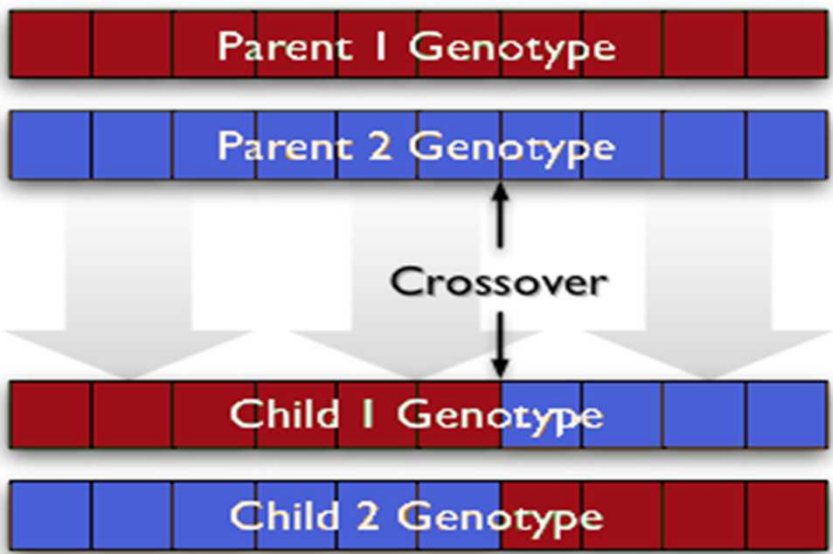 Parent 1 Genotype
Parent 2 Genotype
Crossover
Child 1 Genotype
Child 2 Genotype